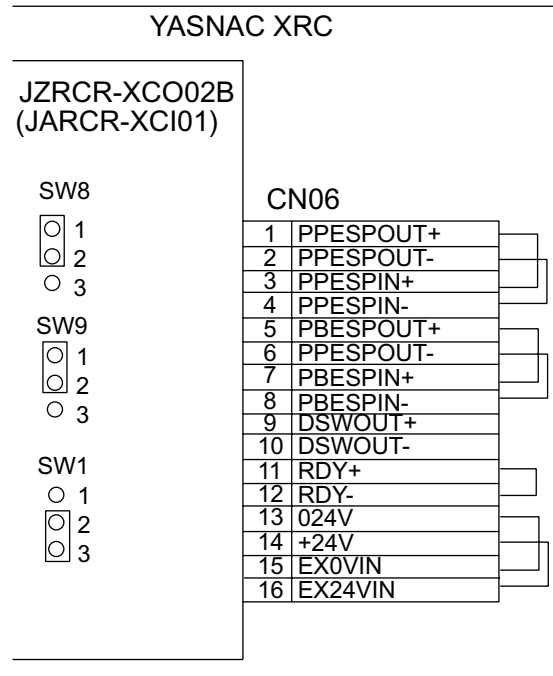 YASNAC XRC
JZRCR-XCO02B
(JARCR-XCI01)
SW8
1
2
3
SW9
1
2
3
SW1
1
2
3
CN06
1 PPESPOUT+
2 PPESPOUT-
3 PPESPIN+
4 PPESPIN-
5 PBESPOUT+
6 PPESPOUT-
7 PBESPIN+
8 PBESPIN-
9 DSWOUT+
10 DSWOUT-
11 RDY+
12 RDY-
13 024V
14 +24V
15 EX0VIN
16 EX24VIN